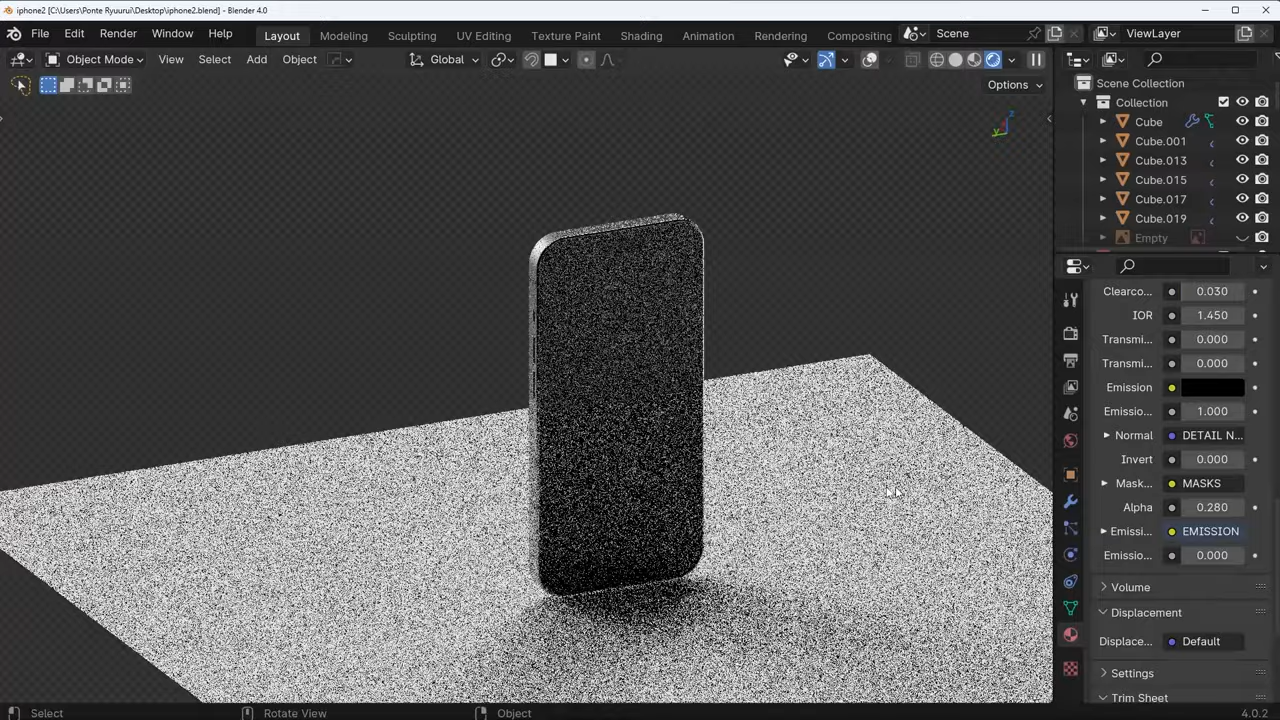 iphone2 [C:\Users\Ponte Ryuurui\Desktop\iphone2.blend] - Blender 4.0
File Edit Render Window Help Layout Modeling Sculpting UV Editing Texture Paint Shading Animation Rendering Compositing Scene ViewLayer
Object Mode View Select Add Object Global
Options
Z
Y
Scene Collection
Collection
Cube
Cube.001
Cube.013
Cube.015
Cube.017
Cube.019
Empty
Clearco... 0.030
IOR 1.450
Transmi... 0.000
Transmi... 0.000
Emission
Emissio... 1.000
Normal DETAIL N...
Invert 0.000
Mask... MASKS
Alpha 0.280
Emissi... EMISSION
Emissio... 0.000
Volume
Displacement
Displace... Default
Settings
Trim Sheet
Select Rotate View Object 4.0.2